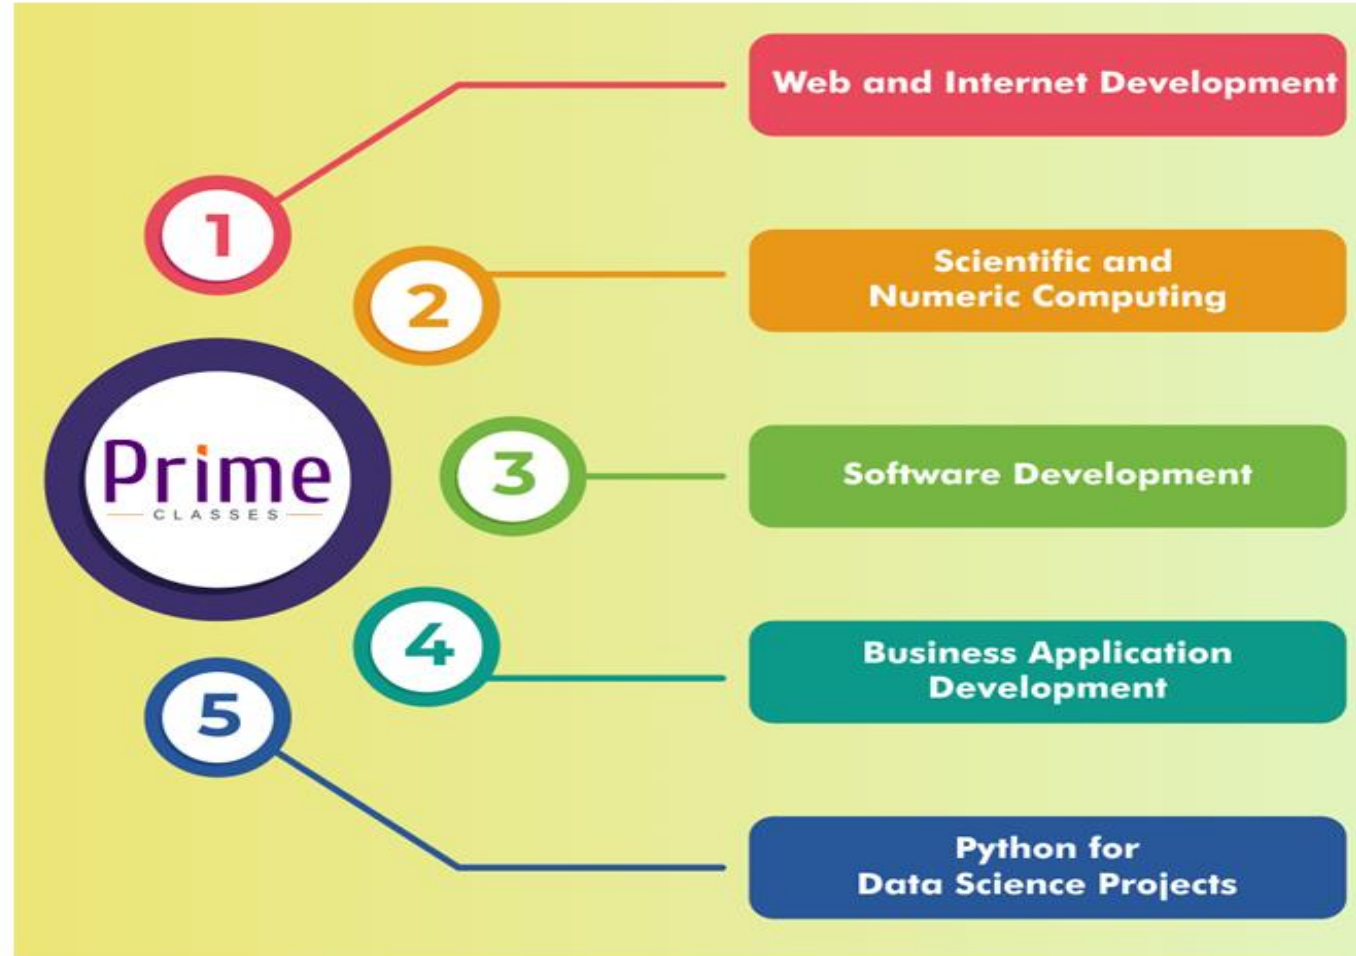 1
Web and Internet Development
2
Scientific and
Numeric Computing
Prime
CLASSES
3
Software Development
4
Business Application
Development
5
Python for
Data Science Projects